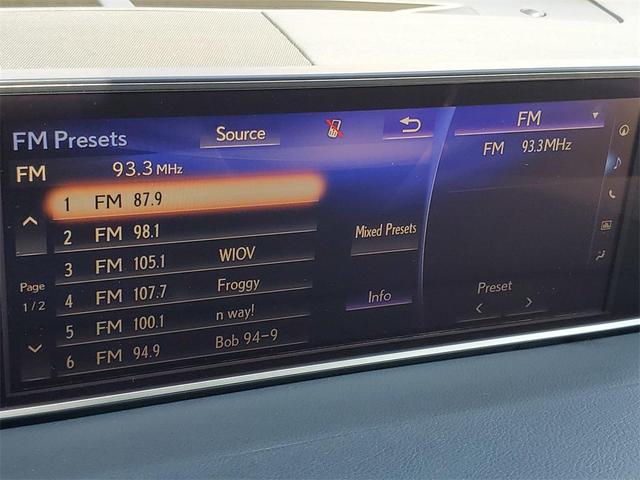 FM Presets
Source
FM
FM 93.3 MHz
FM 93.3MHz
1 FM 87.9
2 FM 98.1
3 FM 105.1 WIOV
4 FM 107.7 Froggy
5 FM 100.1 n way!
6 FM 94.9 Bob 94-9
Page
1/2
Mixed Presets
Info
Preset